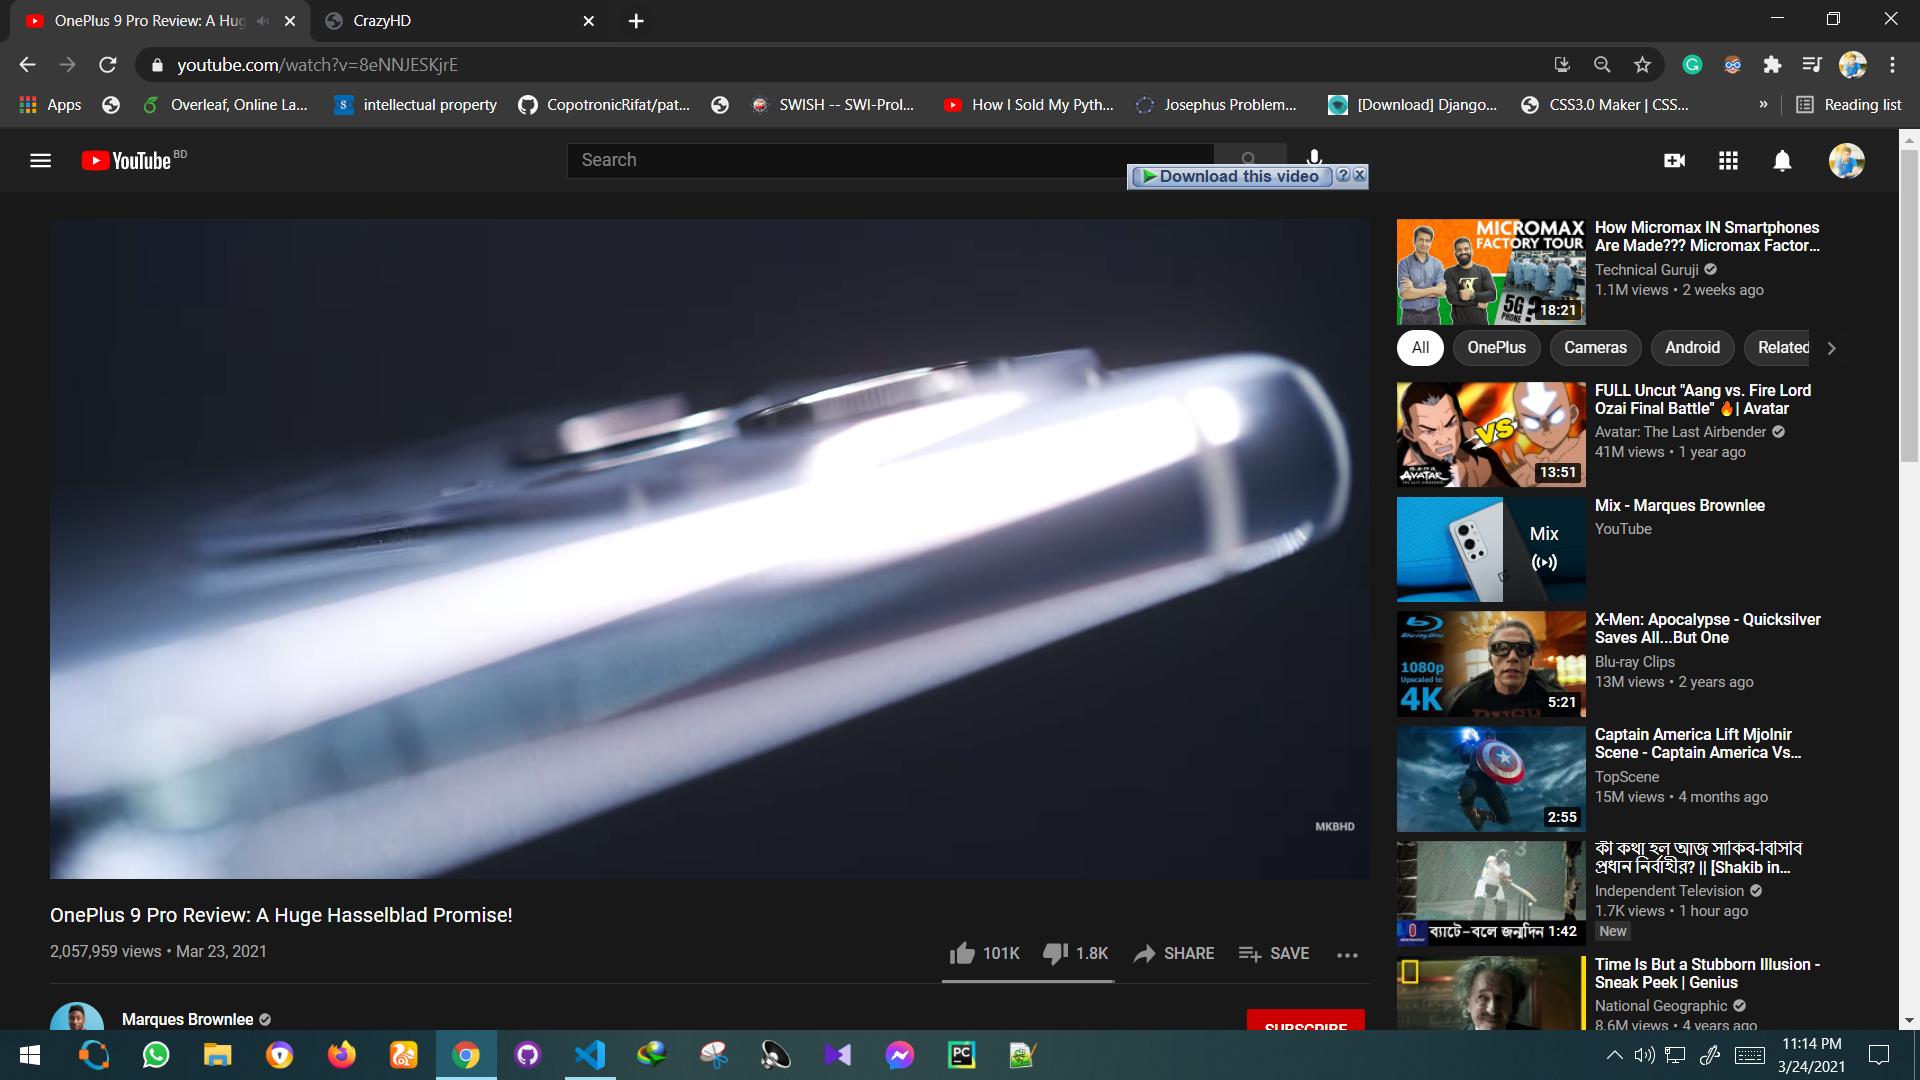 OnePlus 9 Pro Review: A Hug
CrazyHD
youtube.com/watch?v=8eNNJESKjrE
Apps
Overleaf, Online La...
intellectual property
CopotronicRifat/pat...
SWISH -- SWI-Prol...
How I Sold My Pyth...
Josephus Problem...
[Download] Django...
CSS3.0 Maker | CSS...
»
Reading list
YouTube BD
Search
Download this video
MKBHD
OnePlus 9 Pro Review: A Huge Hasselblad Promise!
2,057,959 views • Mar 23, 2021
101K
1.8K
SHARE
SAVE
Marques Brownlee
SUBSCRIBE
MICROMAX
FACTORY TOUR
5G ?
PHONE
18:21
How Micromax IN Smartphones
Are Made??? Micromax Factor...
Technical Guruji
1.1M views • 2 weeks ago
All
OnePlus
Cameras
Android
Related
VS
AVATAR
13:51
FULL Uncut "Aang vs. Fire Lord
Ozai Final Battle" 🔥| Avatar
Avatar: The Last Airbender
41M views • 1 year ago
Mix
Mix - Marques Brownlee
YouTube
Blu-ray Disc
1080p
Upscaled to
4K
RUSH
5:21
X-Men: Apocalypse - Quicksilver
Saves All...But One
Blu-ray Clips
13M views • 2 years ago
2:55
Captain America Lift Mjolnir
Scene - Captain America Vs...
TopScene
15M views • 4 months ago
3
ব্যাটে-বলে জন্মদিন
1:42
কী কথা হল আজ সাকিব-বিসিবি
প্রধান নির্বাহীর? || [Shakib in...
Independent Television
1.7K views • 1 hour ago
New
Time Is But a Stubborn Illusion -
Sneak Peek | Genius
National Geographic
8.6M views • 4 years ago
PC
11:14 PM
3/24/2021